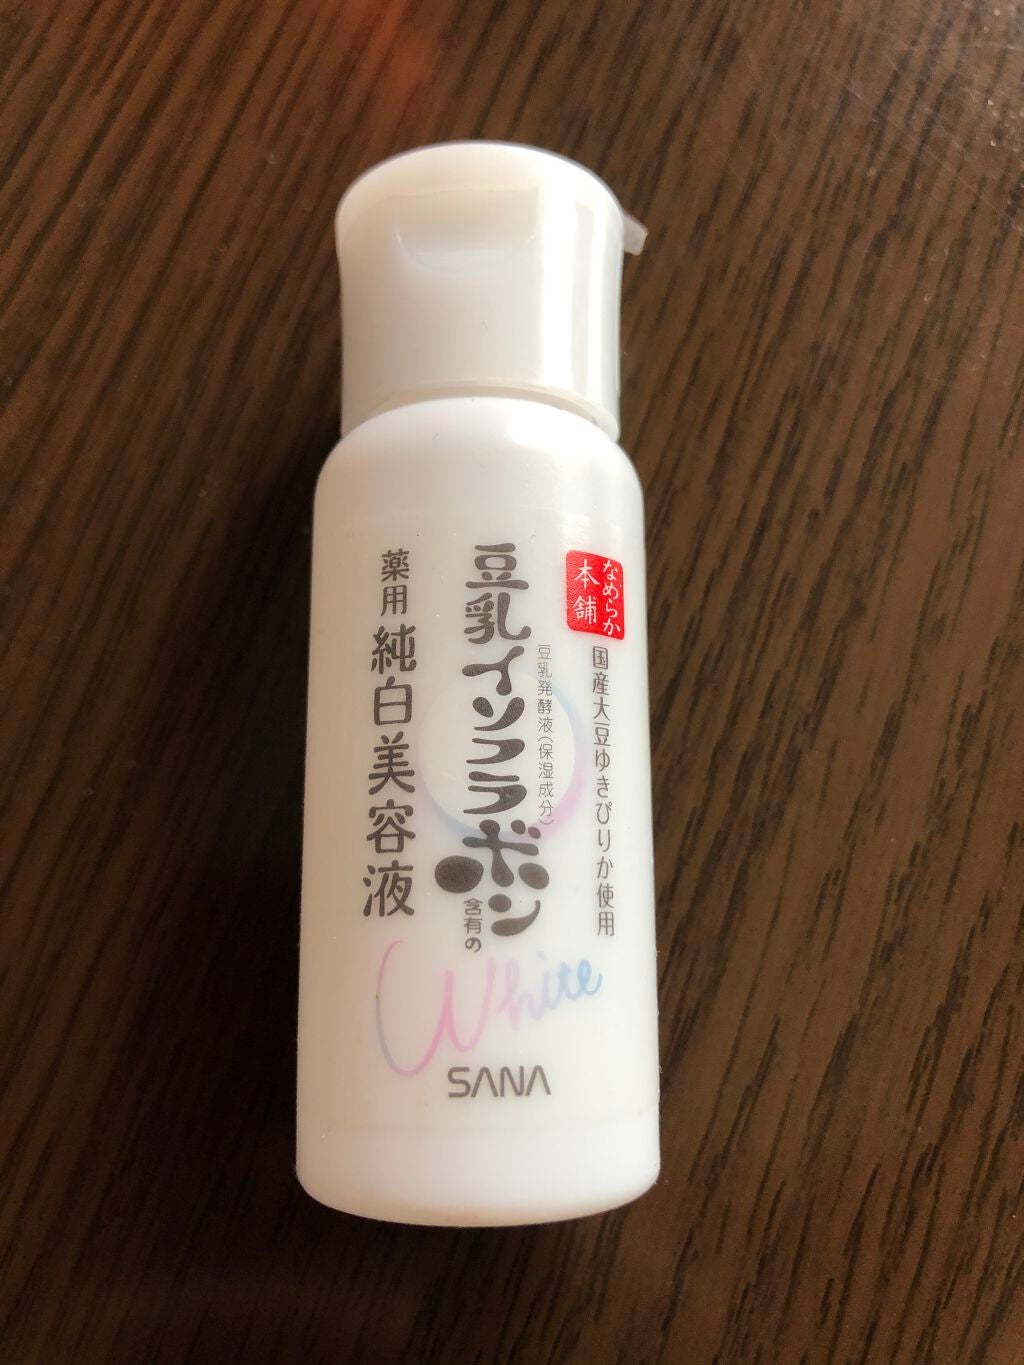 なめらか
本舗
国産大豆ゆきぴりか使用
豆乳発酵液(保湿成分)
豆乳イソフラボン
含有の
薬用純白美容液
White
SANA